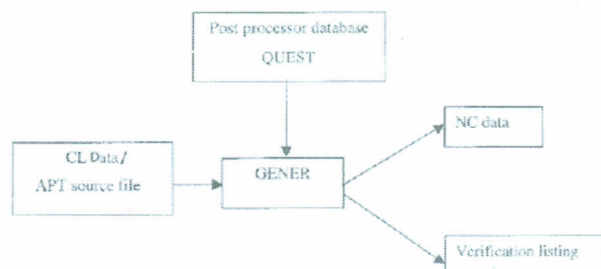 Post processor database
QUEST
NC data
CL Data/
APT source file
GENER
Verification listing